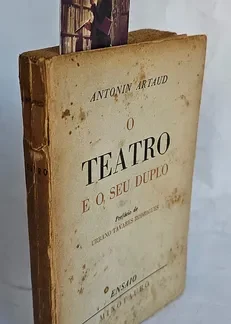 ANTONIN ARTAUD
O
TEATRO
E O SEU DUPLO
Prefácio de
URBANO TAVARES RODRIGUES
ENSAIO
MINOTAURO